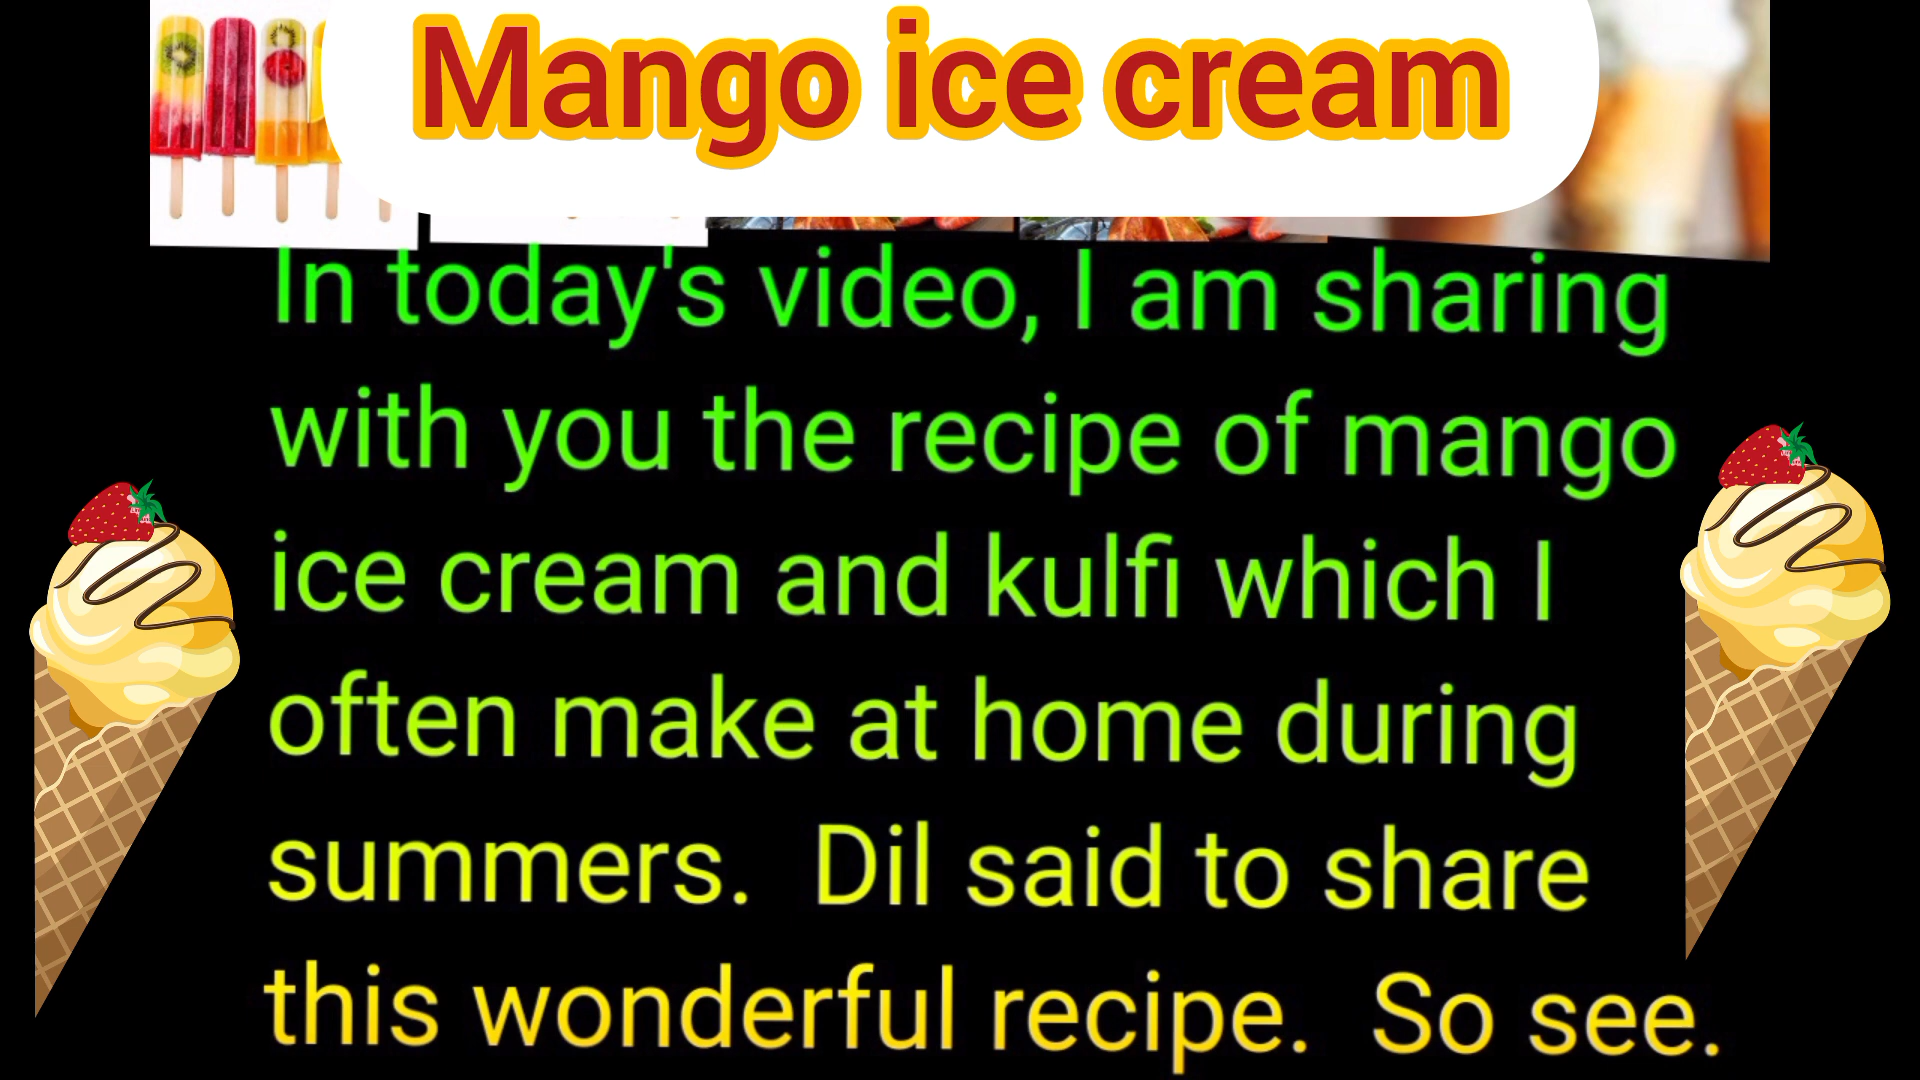 Mango ice cream
In today's video, I am sharing
with you the recipe of mango
ice cream and kulfi which I
often make at home during
summers.  Dil said to share
this wonderful recipe.  So see.